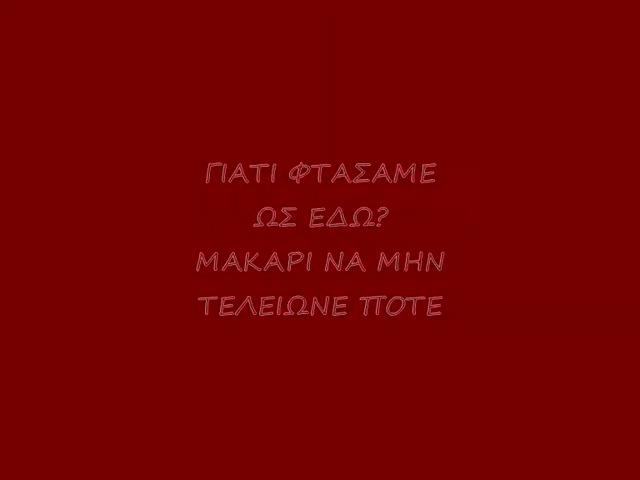 ΓΙΑΤΙ ΦΤΑΣΑΜΕ
ΩΣ ΕΔΩ?
ΜΑΚΑΡΙ ΝΑ ΜΗΝ
ΤΕΛΕΙΩΝΕ ΠΟΤΕ